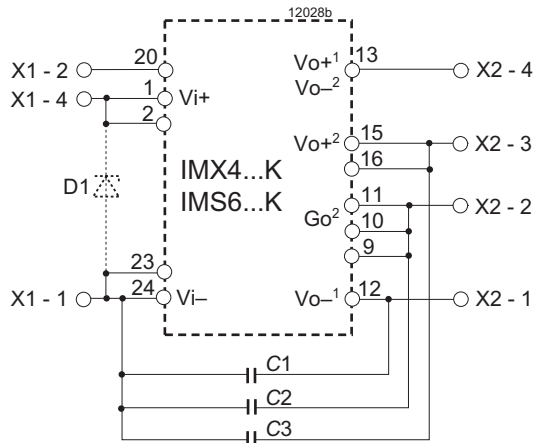 12028b
X1 - 2 20 Vo+1 13 X2 - 4
X1 - 4 1 Vi+ Vo–2
2 Vo+2 15 X2 - 3
16
D1 IMX4...K
IMS6...K 11 X2 - 2
Go2 10
9
23
X1 - 1 24 Vi– Vo–1 12 X2 - 1
C1
C2
C3